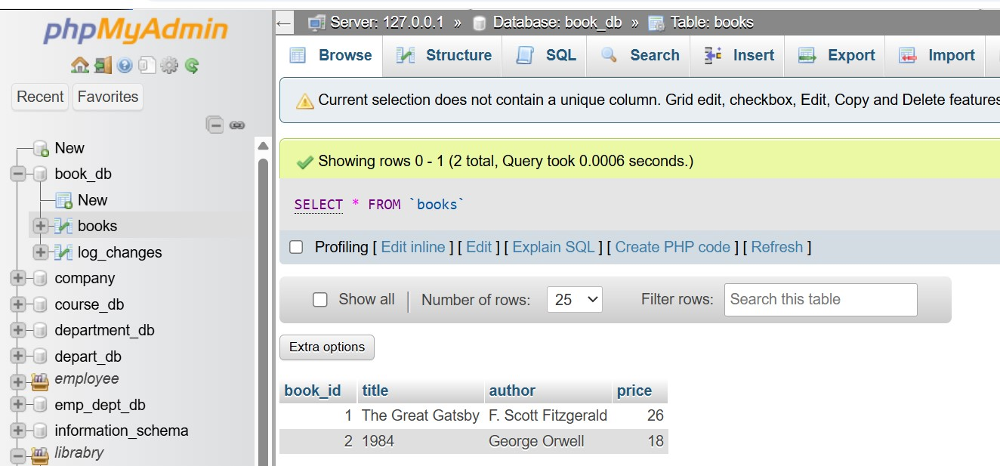 phpMyAdmin
Recent Favorites
New
book_db
New
books
log_changes
company
course_db
department_db
depart_db
employee
emp_dept_db
information_schema
librabry
← Server: 127.0.0.1 » Database: book_db » Table: books
Browse Structure SQL Search Insert Export Import
Current selection does not contain a unique column. Grid edit, checkbox, Edit, Copy and Delete features
Showing rows 0 - 1 (2 total, Query took 0.0006 seconds.)
SELECT * FROM `books`
Profiling [ Edit inline ] [ Edit ] [ Explain SQL ] [ Create PHP code ] [ Refresh ]
Show all | Number of rows: 25 Filter rows: Search this table
Extra options
book_id title author price
1 The Great Gatsby F. Scott Fitzgerald 26
2 1984 George Orwell 18